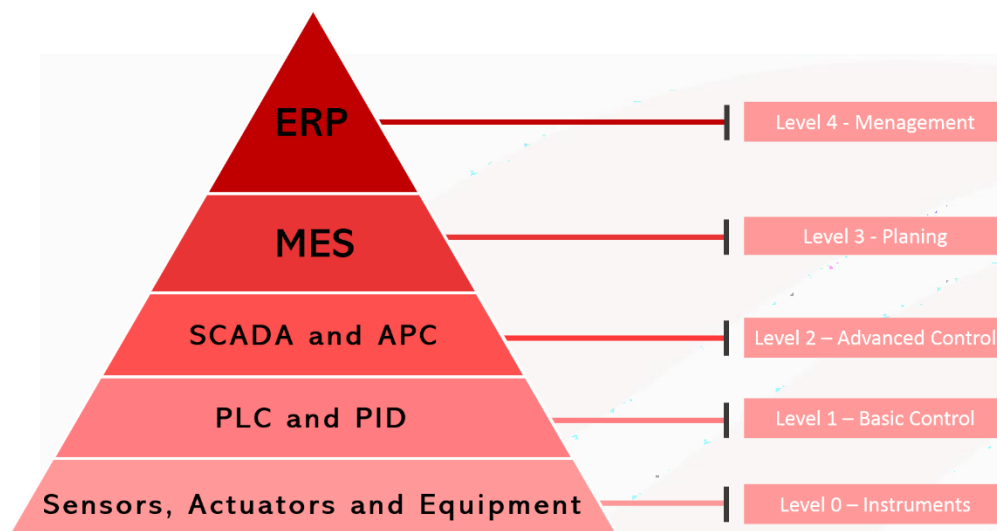 ERP
Level 4 - Menagement
MES
Level 3 - Planing
SCADA and APC
Level 2 – Advanced Control
PLC and PID
Level 1 – Basic Control
Sensors, Actuators and Equipment
Level 0 – Instruments